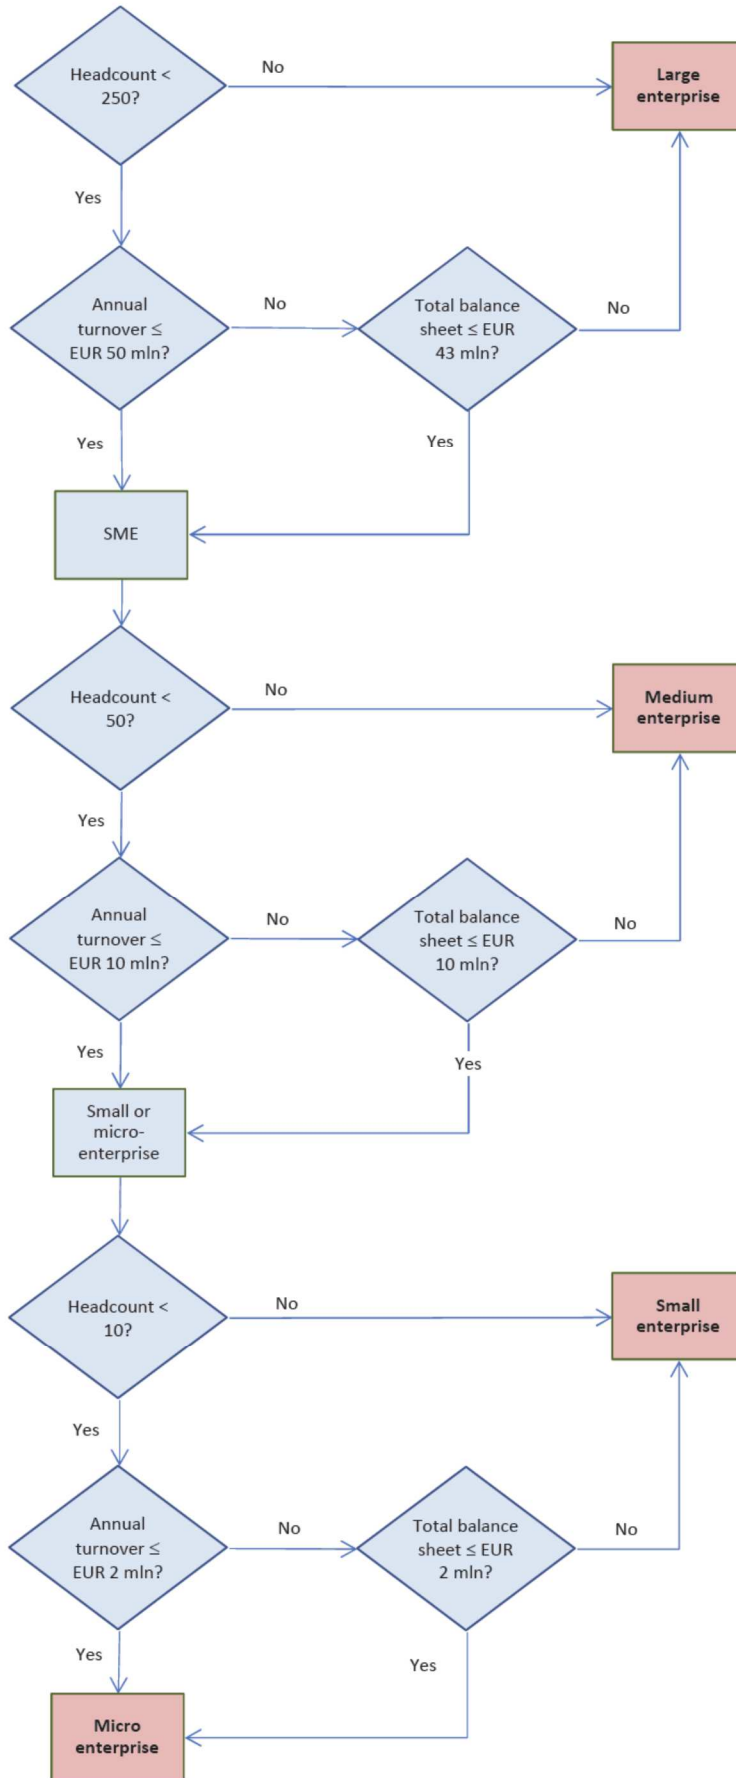 Headcount <
250?
No
Large
enterprise
Yes
Annual
turnover ≤
EUR 50 mln?
No
Total balance
sheet ≤ EUR
43 mln?
No
Yes
Yes
SME
Headcount <
50?
No
Medium
enterprise
Yes
Annual
turnover ≤
EUR 10 mln?
No
Total balance
sheet ≤ EUR
10 mln?
No
Yes
Yes
Small or
micro-
enterprise
Headcount <
10?
No
Small
enterprise
Yes
Annual
turnover ≤
EUR 2 mln?
No
Total balance
sheet ≤ EUR
2 mln?
No
Yes
Yes
Micro
enterprise